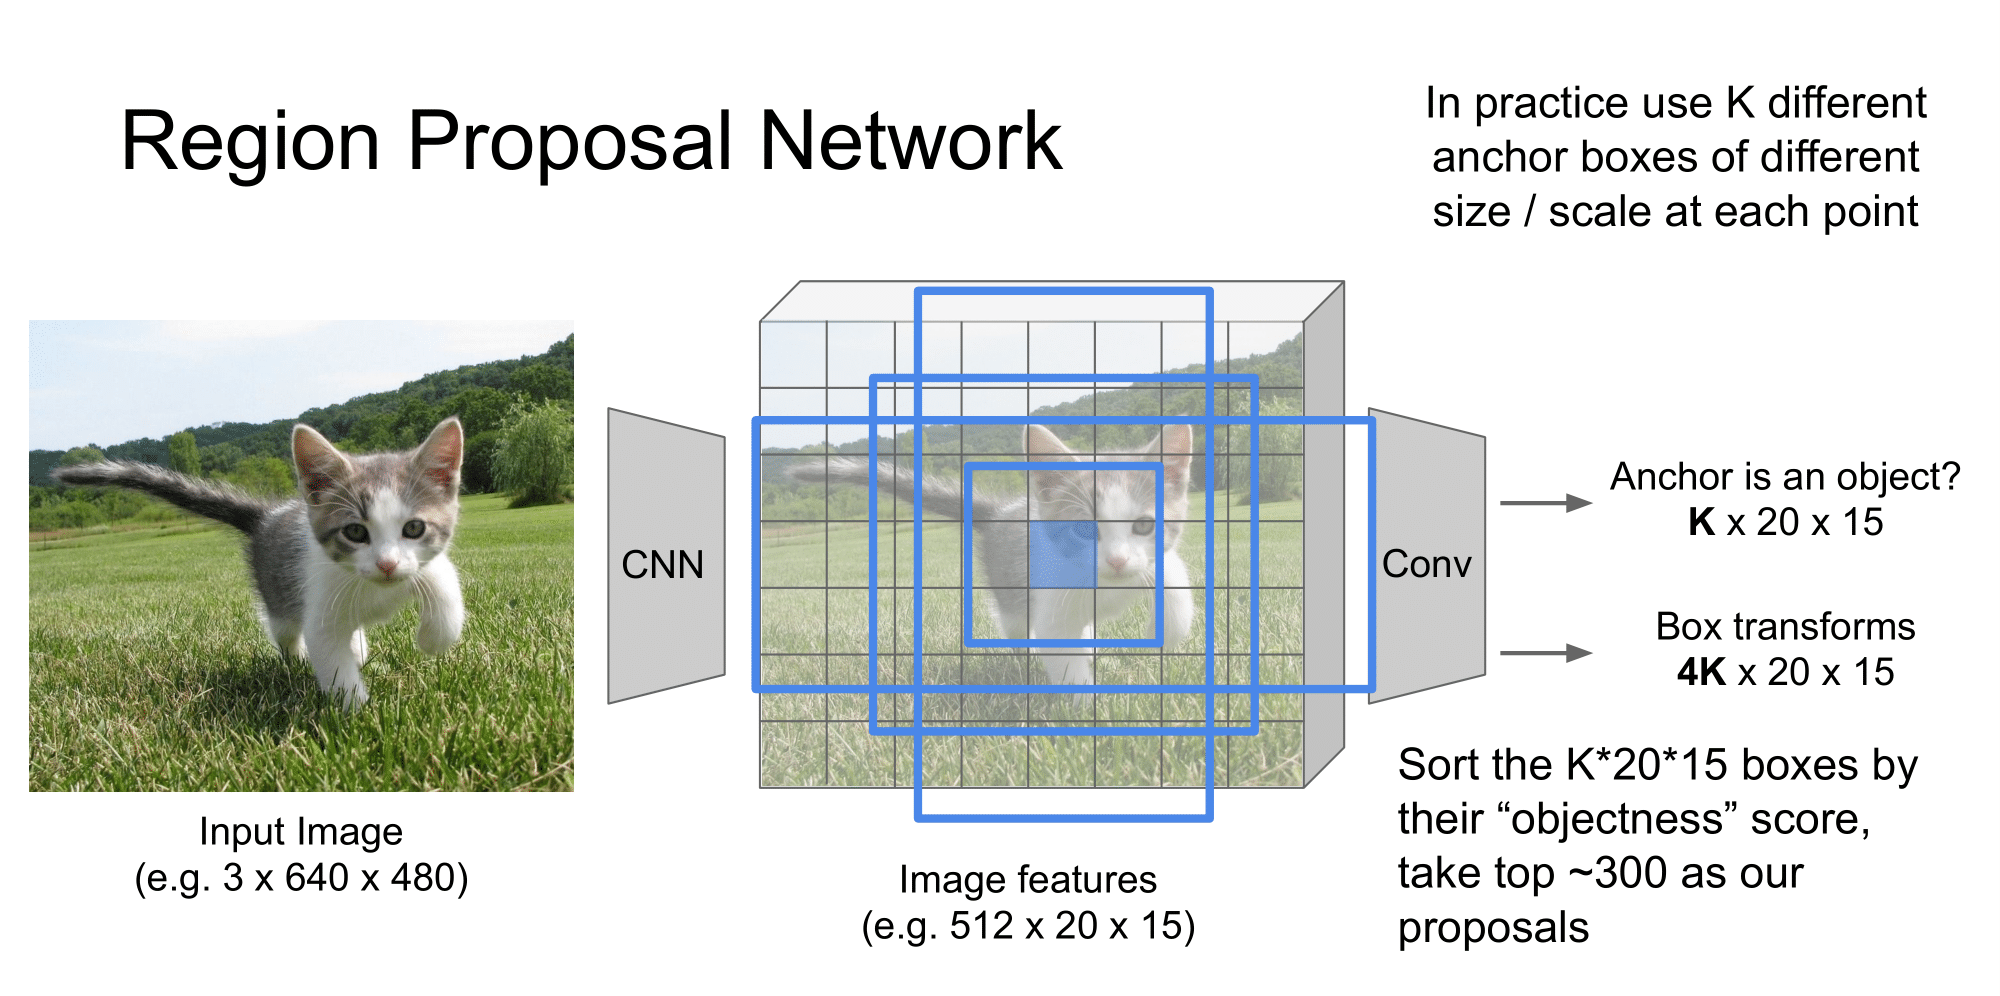 Region Proposal Network
In practice use K different
anchor boxes of different
size / scale at each point
Input Image
(e.g. 3 x 640 x 480)
CNN
Image features
(e.g. 512 x 20 x 15)
Conv
Anchor is an object?
K x 20 x 15
Box transforms
4K x 20 x 15
Sort the K*20*15 boxes by
their “objectness” score,
take top ~300 as our
proposals